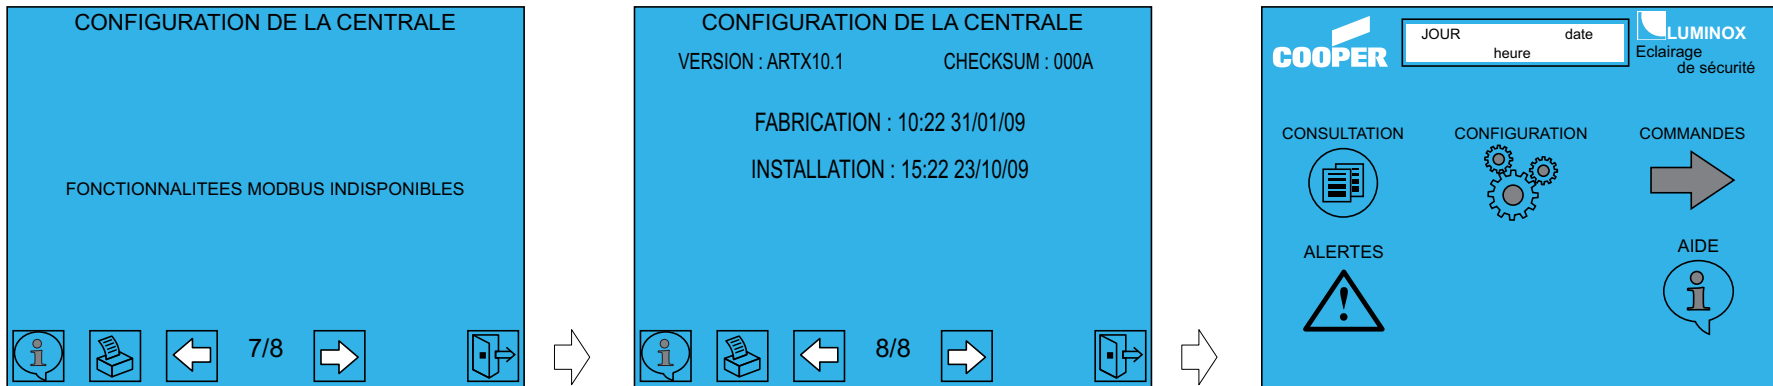 CONFIGURATION DE LA CENTRALE
FONCTIONNALITEES MODBUS INDISPONIBLES
7/8
CONFIGURATION DE LA CENTRALE
VERSION : ARTX10.1 CHECKSUM : 000A
FABRICATION : 10:22 31/01/09
INSTALLATION : 15:22 23/10/09
8/8
COOPER
JOUR date
heure
LUMINOX
Eclairage
de sécurité
CONSULTATION CONFIGURATION COMMANDES
ALERTES AIDE